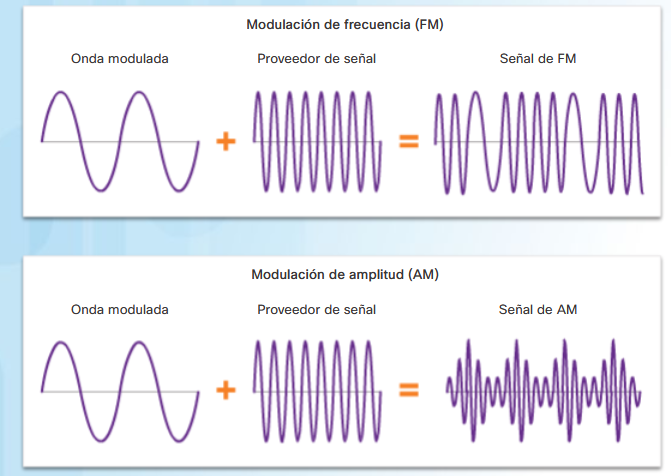 Modulación de frecuencia (FM)
Onda modulada Proveedor de señal Señal de FM
+ =
Modulación de amplitud (AM)
Onda modulada Proveedor de señal Señal de AM
+ =